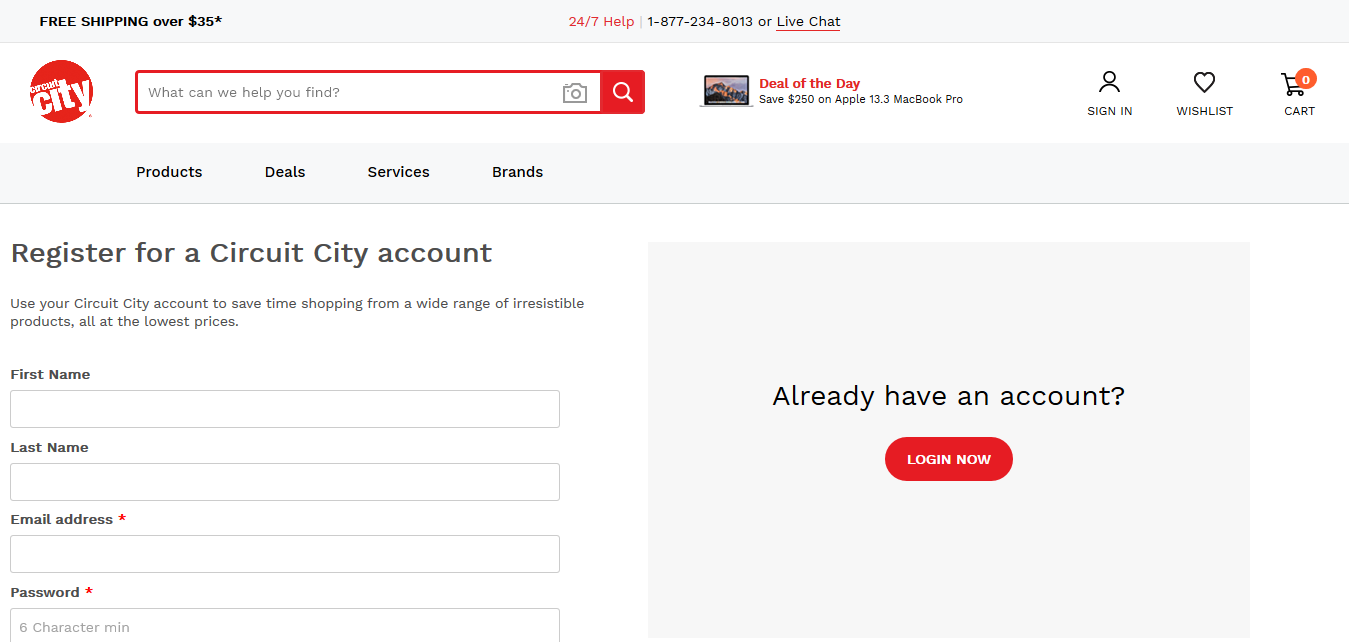 FREE SHIPPING over $35*
24/7 Help | 1-877-234-8013 or Live Chat
circuit
city
What can we help you find?
Deal of the Day
Save $250 on Apple 13.3 MacBook Pro
SIGN IN
WISHLIST
0
CART
Products
Deals
Services
Brands
Register for a Circuit City account
Use your Circuit City account to save time shopping from a wide range of irresistible
products, all at the lowest prices.
First Name
Last Name
Email address *
Password *
6 Character min
Already have an account?
LOGIN NOW